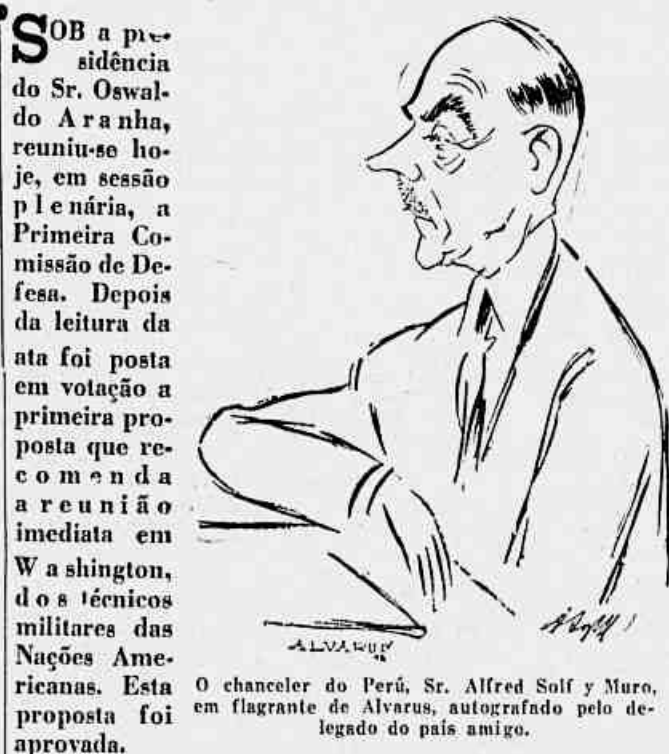 SOB a pre-
sidência
do Sr. Oswal-
do Aranha,
reuniu-se ho-
je, em sessão
plenária, a
Primeira Co-
missão de De-
fesa. Depois
da leitura da
ata foi posta
em votação a
primeira pro-
posta que re-
comenda
a reunião
imediata em
Washington,
dos técnicos
militares das
Nações Ame-
ricanas. Esta
proposta foi
aprovada.
ALVARUS
O chanceler do Perú, Sr. Alfred Solf y Muro,
em flagrante de Alvarus, autografado pelo de-
legado do país amigo.